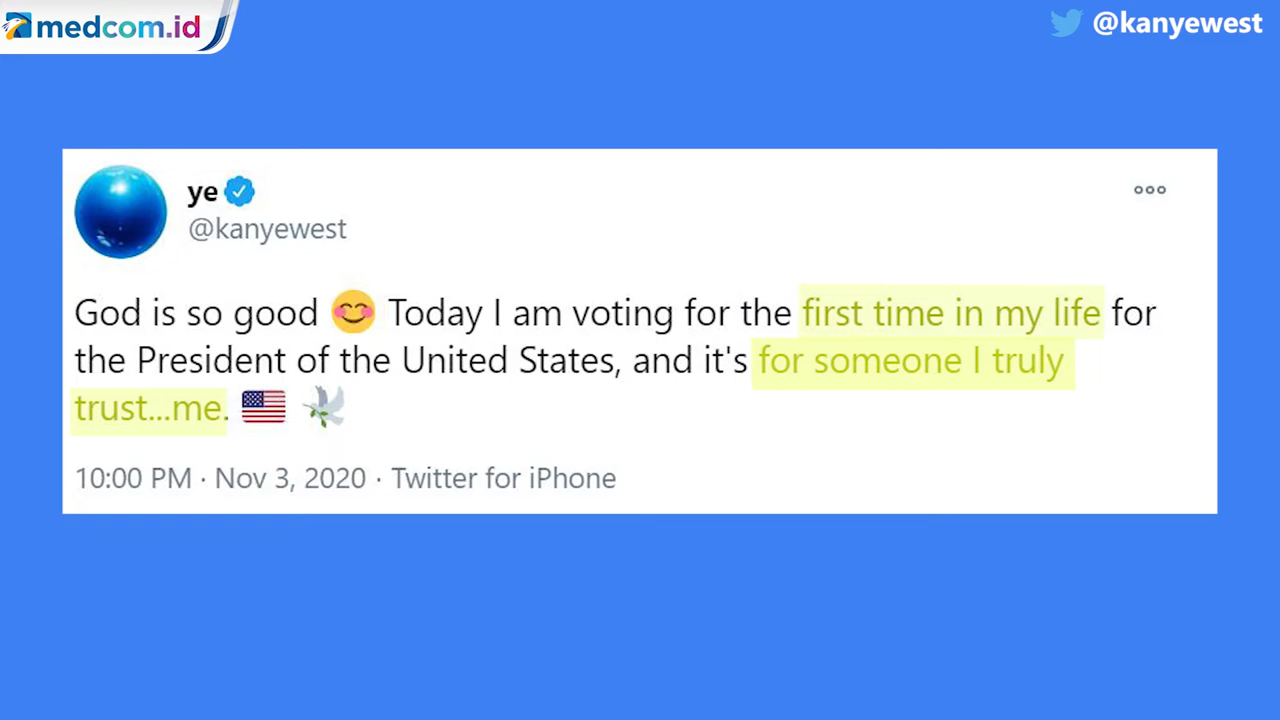 medcom.id
@kanyewest
ye
@kanyewest
God is so good 😊 Today I am voting for the first time in my life for
the President of the United States, and it's for someone I truly
trust...me. 🇺🇸 🕊️
10:00 PM · Nov 3, 2020 · Twitter for iPhone